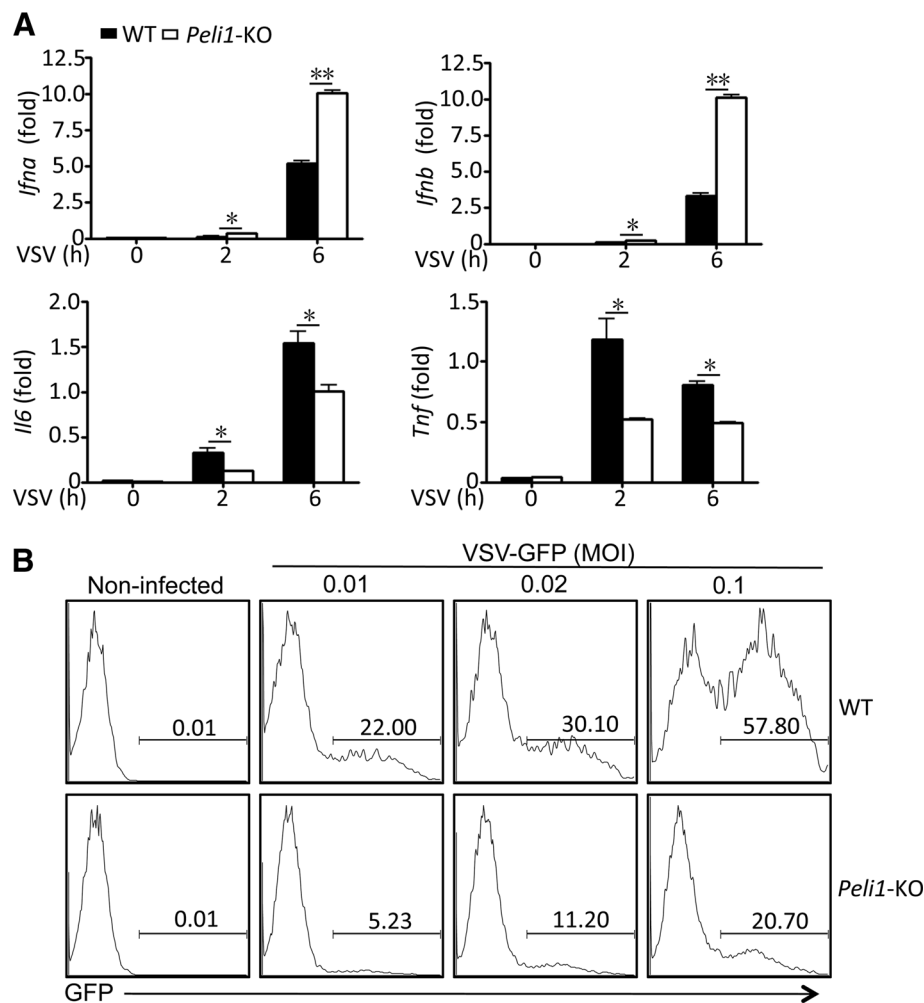 A
WT Peli1-KO
12.5
10.0
7.5
5.0
2.5
0
Ifna (fold)
* **
VSV (h) 0 2 6
12.5
10.0
7.5
5.0
2.5
0
Ifnb (fold)
* **
VSV (h) 0 2 6
2.0
1.5
1.0
0.5
0
Il6 (fold)
* *
VSV (h) 0 2 6
1.5
1.0
0.5
0
Tnf (fold)
* *
VSV (h) 0 2 6
B
VSV-GFP (MOI)
Non-infected 0.01 0.02 0.1
0.01 22.00 30.10 57.80 WT
0.01 5.23 11.20 20.70 Peli1-KO
GFP